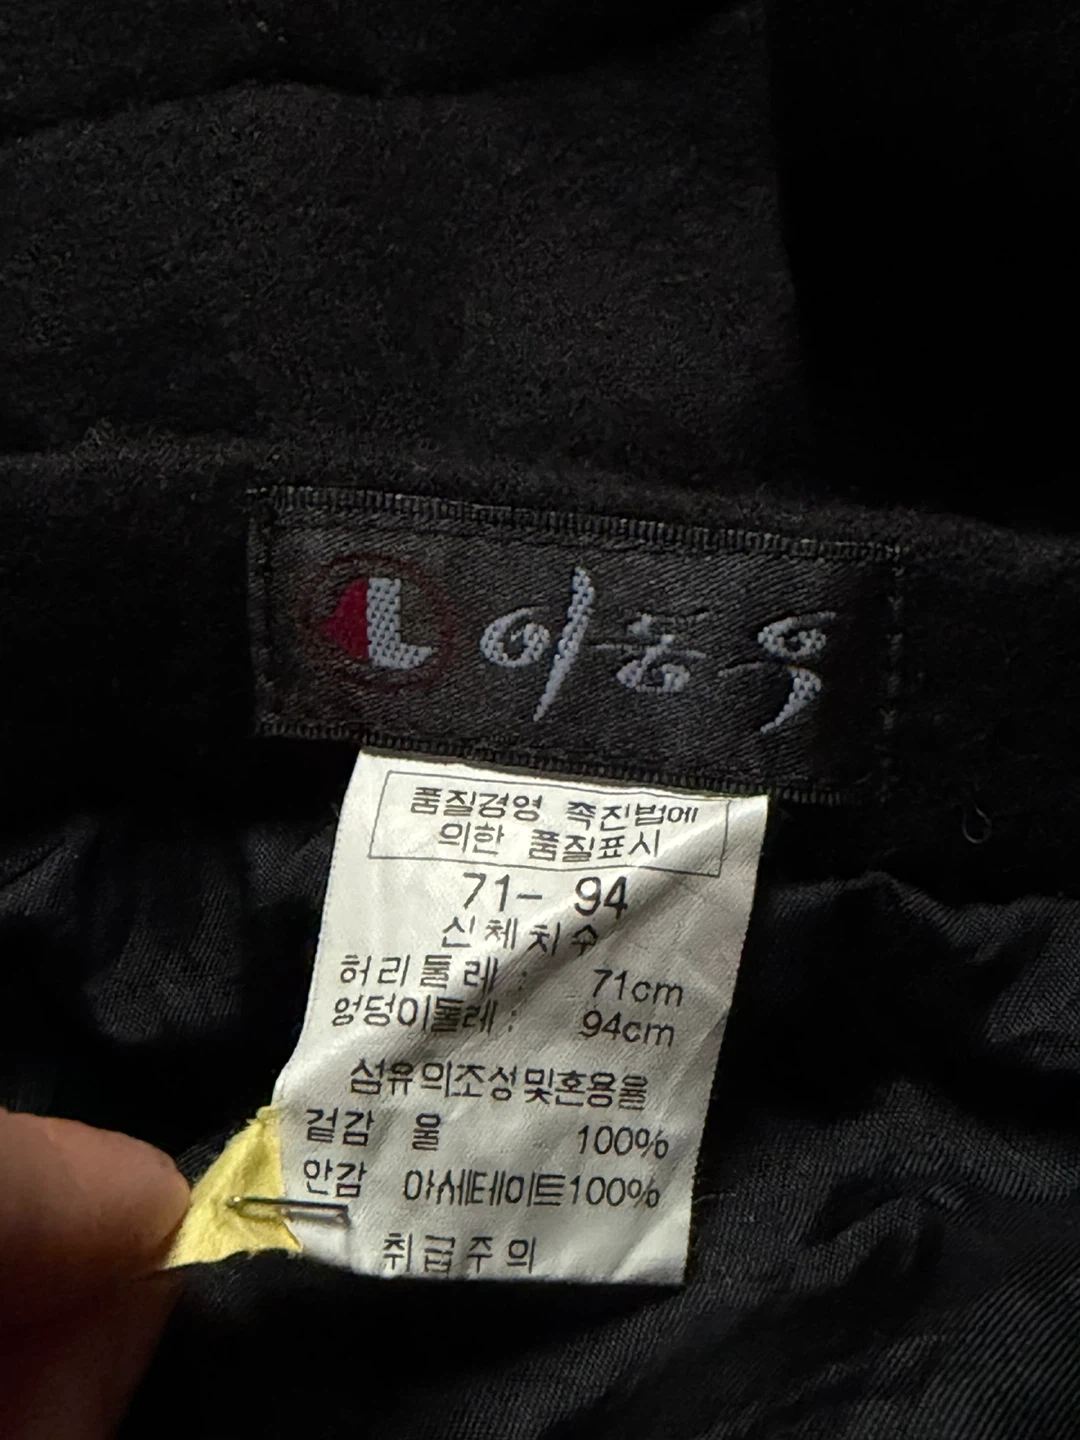 L
품질경영 촉진법에
의한 품질표시
71- 94
신체치수
허리둘레 : 71cm
엉덩이둘레 : 94cm
섬유의조성및혼용율
겉감 울 100%
안감 아세테이트100%
취급주의